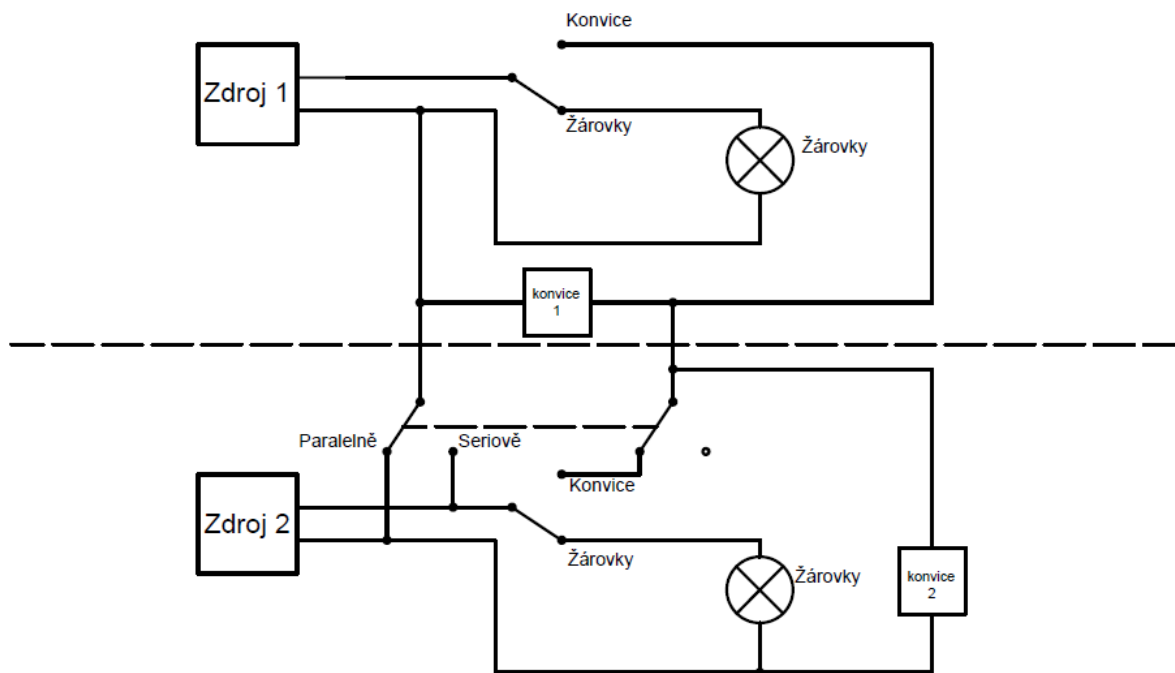 Konvice
Zdroj 1
Žárovky
Žárovky
konvice
1
Paralelně
Seriově
Konvice
Zdroj 2
Žárovky
Žárovky
konvice
2